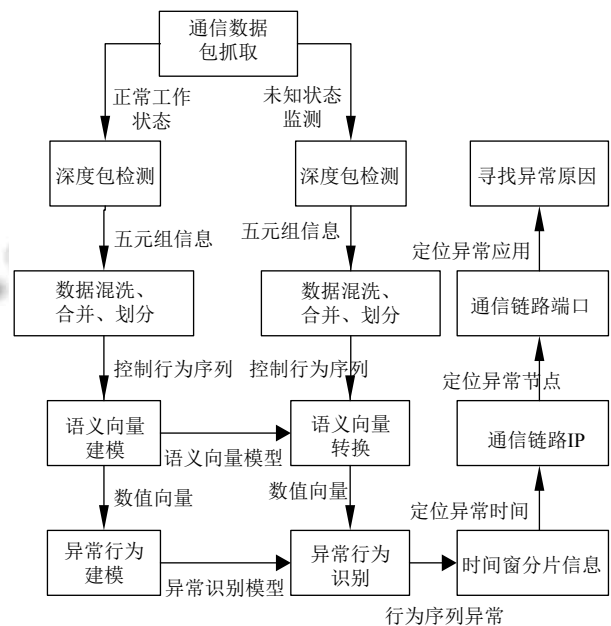 通信数据
包抓取
正常工作
状态
未知状态
监测
深度包检测
深度包检测
寻找异常原因
五元组信息
五元组信息
定位异常应用
数据混洗、
合并、划分
数据混洗、
合并、划分
通信链路端口
控制行为序列
控制行为序列
定位异常节点
语义向量
建模
语义向量模型
语义向量
转换
通信链路IP
数值向量
数值向量
定位异常时间
异常行为
建模
异常识别模型
异常行为
识别
时间窗分片信息
行为序列异常